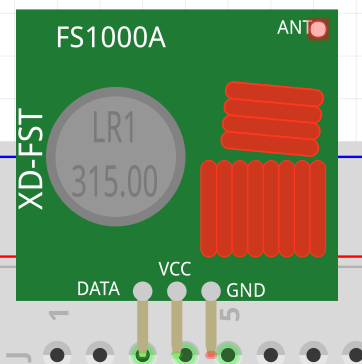 FS1000A
ANT
XD-FST
LR1
315.00
VCC
DATA
GND
1
5
J